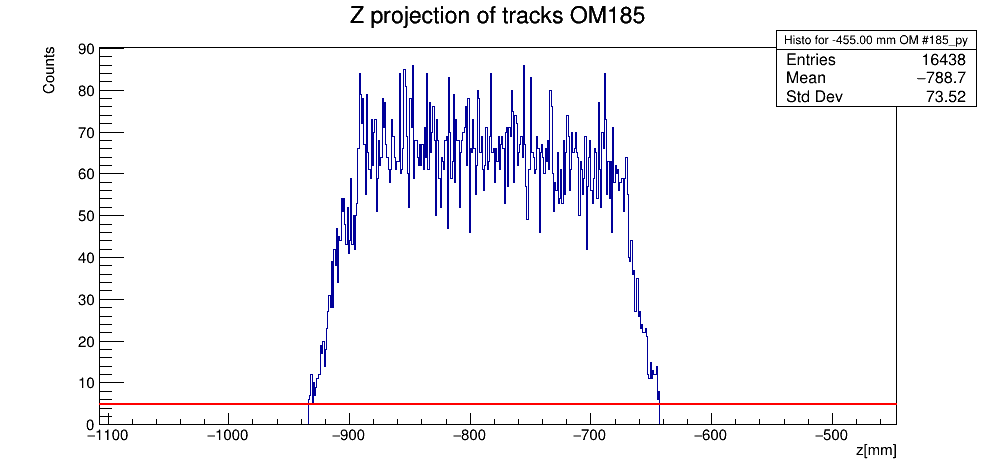 Z projection of tracks OM185
Histo for -455.00 mm OM #185_py
Entries 16438
Mean −788.7
Std Dev 73.52
Counts
90
80
70
60
50
40
30
20
10
0
−1100 −1000 −900 −800 −700 −600 −500
z[mm]